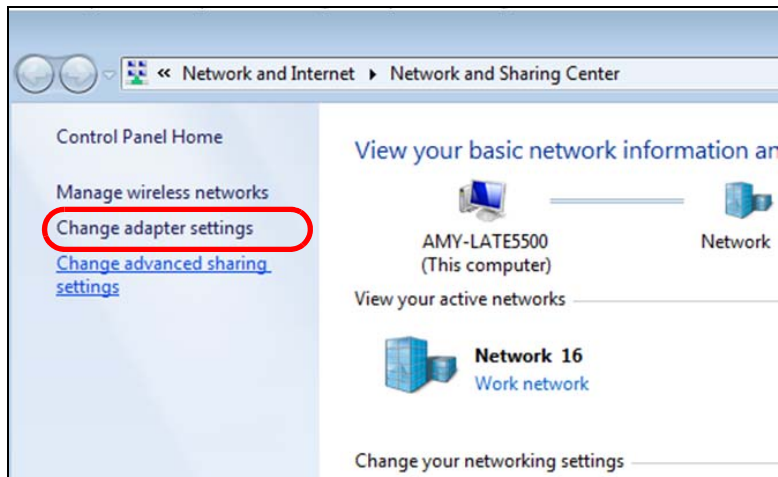 « Network and Internet ▸ Network and Sharing Center
Control Panel Home
Manage wireless networks
Change adapter settings
Change advanced sharing
settings
View your basic network information an
AMY-LATE5500
(This computer)
Network
View your active networks
Network 16
Work network
Change your networking settings